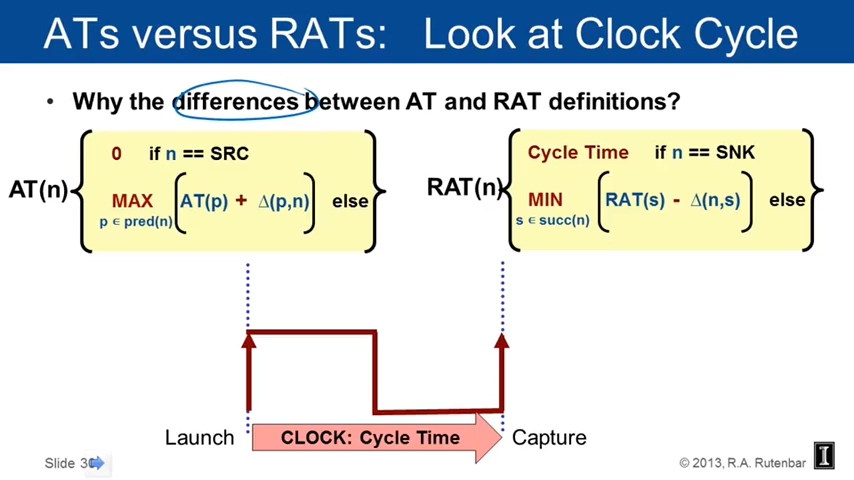 ATs versus RATs: Look at Clock Cycle
• Why the differences between AT and RAT definitions?
AT(n)
0 if n == SRC
MAX AT(p) + Δ(p,n) else
p ∈ pred(n)
RAT(n)
Cycle Time if n == SNK
MIN RAT(s) - Δ(n,s) else
s ∈ succ(n)
Launch
CLOCK: Cycle Time
Capture
Slide 30
© 2013, R.A. Rutenbar
I